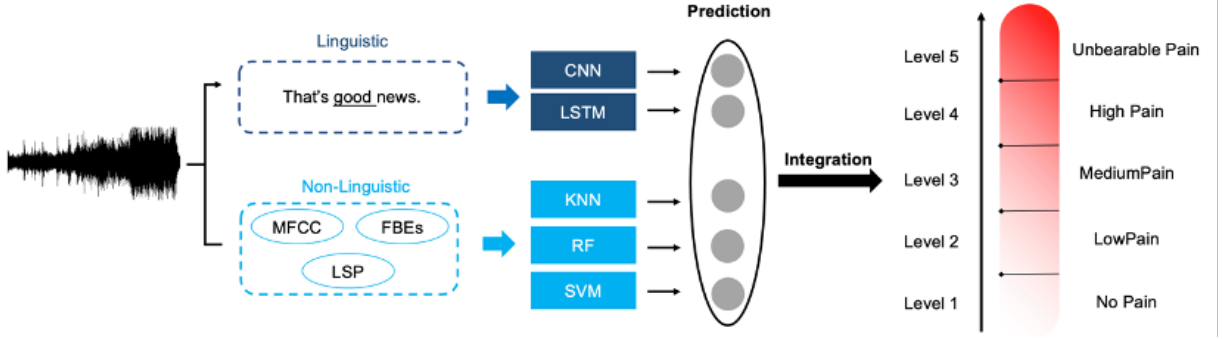 Linguistic
That's good news.
Non-Linguistic
MFCC
FBEs
LSP
CNN
LSTM
KNN
RF
SVM
Prediction
Integration
Level 5
Level 4
Level 3
Level 2
Level 1
Unbearable Pain
High Pain
MediumPain
LowPain
No Pain